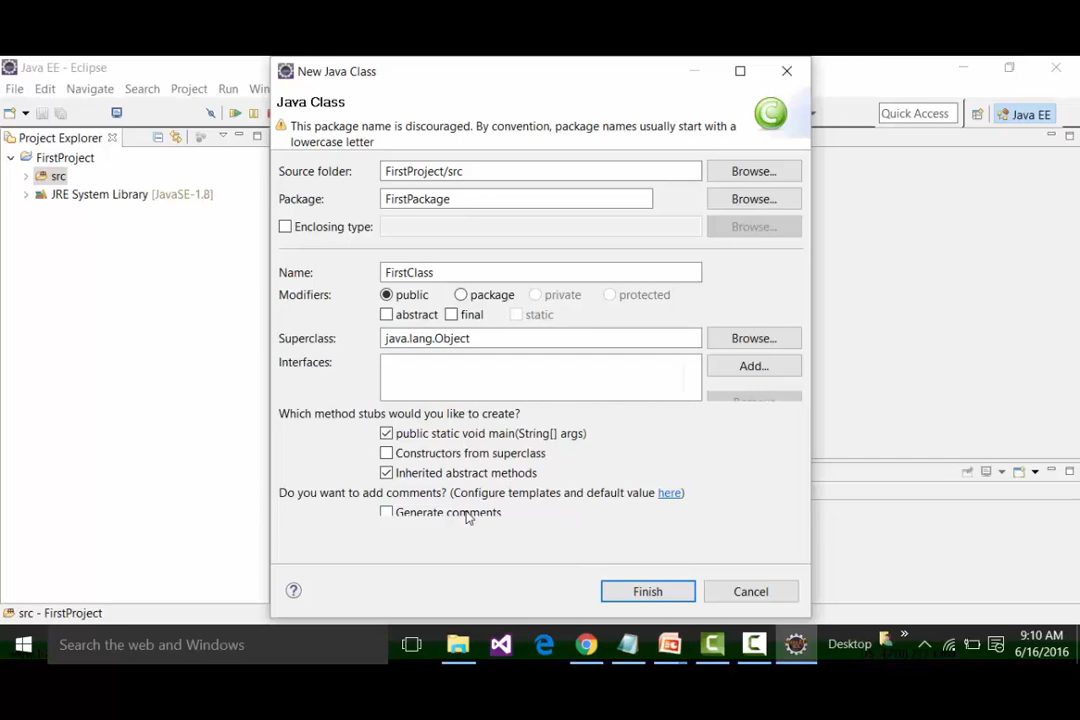 Java EE - Eclipse
New Java Class
File Edit Navigate Search Project Run Win
Java Class
This package name is discouraged. By convention, package names usually start with a
lowercase letter
Quick Access
Java EE
Project Explorer
FirstProject
src
JRE System Library [JavaSE-1.8]
Source folder: FirstProject/src Browse...
Package: FirstPackage Browse...
Enclosing type: Browse...
Name: FirstClass
Modifiers: public package private protected
abstract final static
Superclass: java.lang.Object Browse...
Interfaces: Add...
Which method stubs would you like to create?
public static void main(String[] args)
Constructors from superclass
Inherited abstract methods
Do you want to add comments? (Configure templates and default value here)
Generate comments
? Finish Cancel
src - FirstProject
Search the web and Windows
Desktop
9:10 AM
6/16/2016